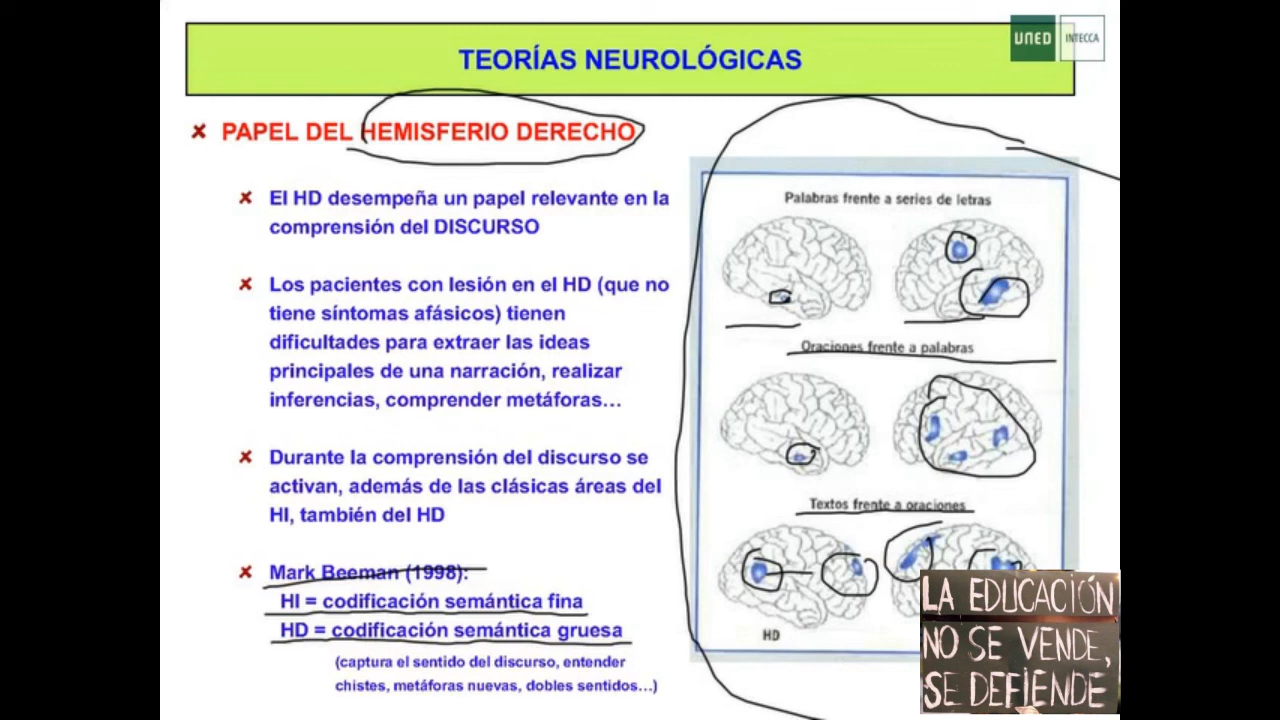 TEORÍAS NEUROLÓGICAS
UNED
INTECCA
PAPEL DEL HEMISFERIO DERECHO
El HD desempeña un papel relevante en la
comprensión del DISCURSO
Los pacientes con lesión en el HD (que no
tiene síntomas afásicos) tienen
dificultades para extraer las ideas
principales de una narración, realizar
inferencias, comprender metáforas…
Durante la comprensión del discurso se
activan, además de las clásicas áreas del
HI, también del HD
Mark Beeman (1998):
HI = codificación semántica fina
HD = codificación semántica gruesa
(captura el sentido del discurso, entender
chistes, metáforas nuevas, dobles sentidos…)
Palabras frente a series de letras
Oraciones frente a palabras
Textos frente a oraciones
HD
LA EDUCACIÓN
NO SE VENDE,
SE DEFIENDE